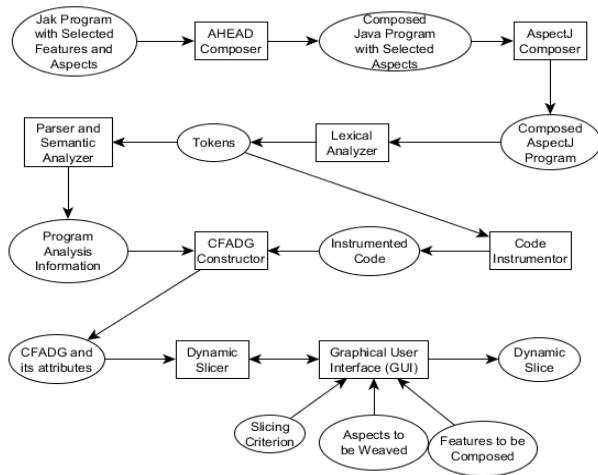 Jak Program
with Selected
Features and
Aspects
AHEAD
Composer
Composed
Java Program
with Selected
Aspects
AspectJ
Composer
Parser and
Semantic
Analyzer
Tokens
Lexical
Analyzer
Composed
AspectJ
Program
Program
Analysis
Information
CFADG
Constructor
Instrumented
Code
Code
Instrumentor
CFADG and
its attributes
Dynamic
Slicer
Graphical User
Interface (GUI)
Dynamic
Slice
Slicing
Criterion
Aspects to
be Weaved
Features to be
Composed